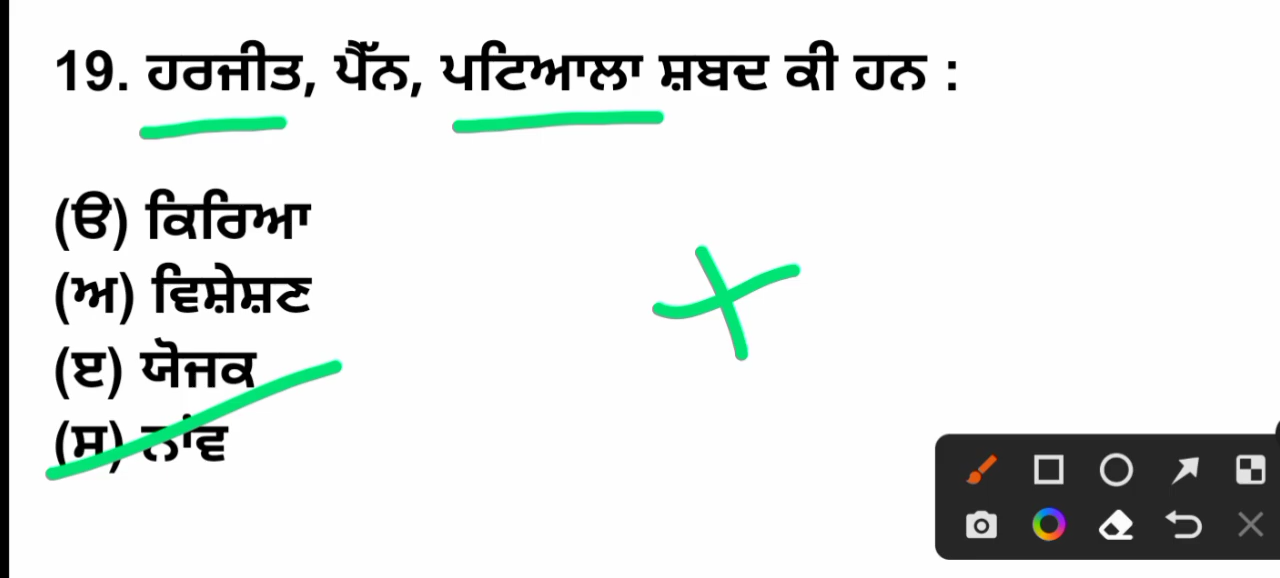 19. ਹਰਜੀਤ, ਪੈੱਨ, ਪਟਿਆਲਾ ਸ਼ਬਦ ਕੀ ਹਨ :
(ੳ) ਕਿਰਿਆ
(ਅ) ਵਿਸ਼ੇਸ਼ਣ
(ੲ) ਯੋਜਕ
(ਸ) ਨਾਂਵ